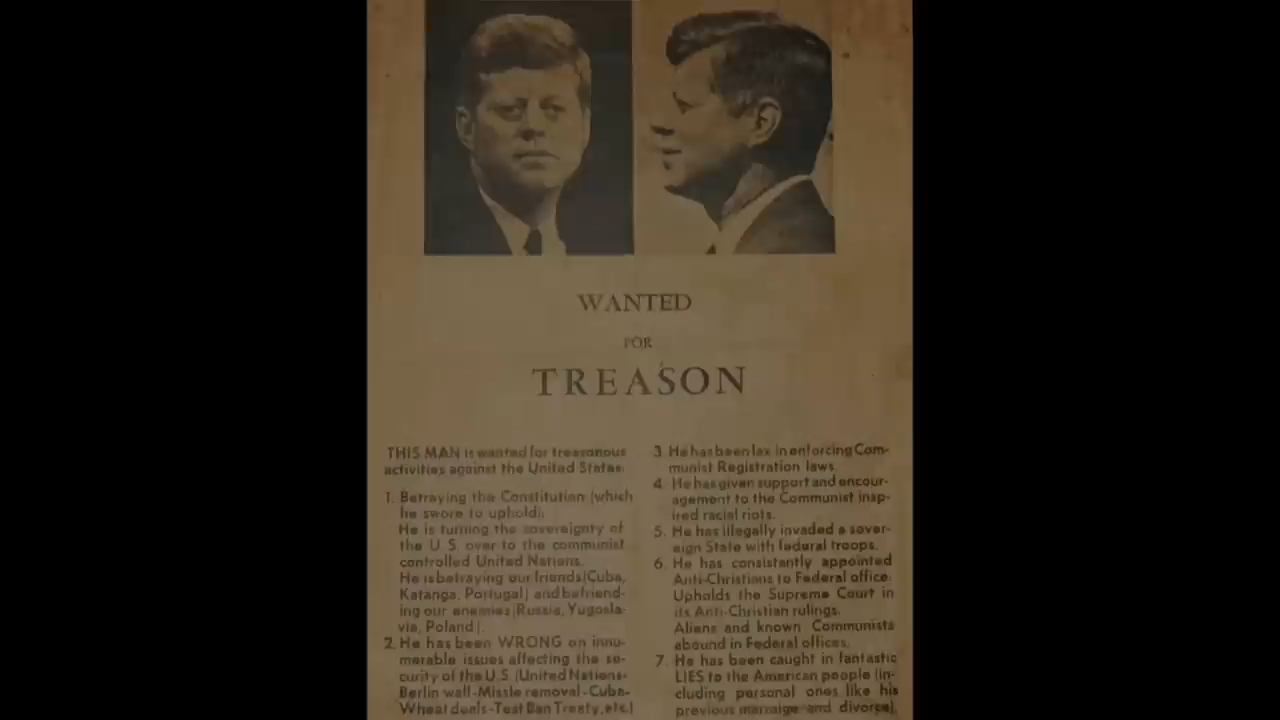 WANTED
FOR
TREASON
THIS MAN is wanted for treasonous
activities against the United States:
1. Betraying the Constitution (which
he swore to uphold):
He is turning the sovereignty of
the U.S. over to the communist
controlled United Nations.
He is betraying our friends (Cuba,
Katanga, Portugal) and befriend-
ing our enemies (Russia, Yugosla-
via, Poland).
2. He has been WRONG on innu-
merable issues affecting the se-
curity of the U.S. (United Nations-
Berlin wall-Missle removal-Cuba-
Wheat deals-Test Ban Treaty, etc.)
3. He has been lax in enforcing Com-
munist Registration laws.
4. He has given support and encour-
agement to the Communist insp-
ired racial riots.
5. He has illegally invaded a sover-
eign State with federal troops.
6. He has consistently appointed
Anti-Christians to Federal office:
Upholds the Supreme Court in
its Anti-Christian rulings.
Aliens and known Communists
abound in Federal offices.
7. He has been caught in fantastic
LIES to the American people (in-
cluding personal ones like his
previous marraige and divorce).